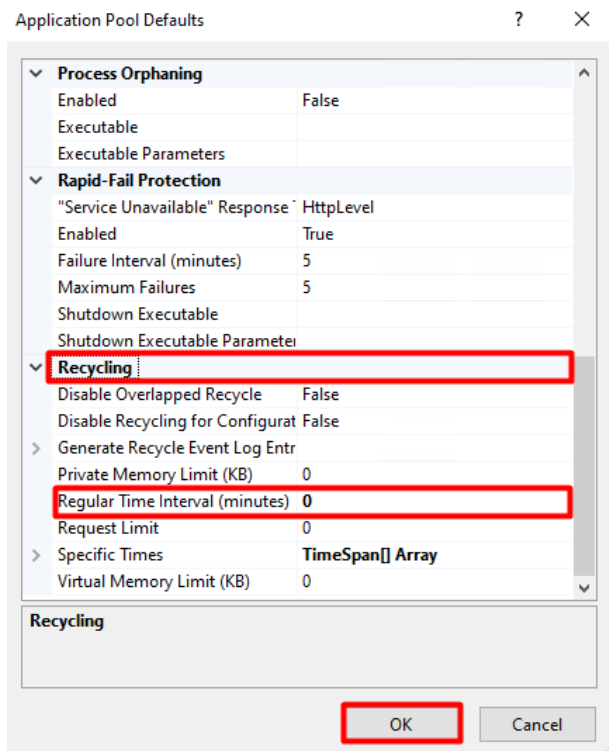 Application Pool Defaults ? ×
Process Orphaning
Enabled False
Executable
Executable Parameters
Rapid-Fail Protection
"Service Unavailable" Response HttpLevel
Enabled True
Failure Interval (minutes) 5
Maximum Failures 5
Shutdown Executable
Shutdown Executable Parameter
Recycling
Disable Overlapped Recycle False
Disable Recycling for Configurat False
Generate Recycle Event Log Entr
Private Memory Limit (KB) 0
Regular Time Interval (minutes) 0
Request Limit 0
Specific Times TimeSpan[] Array
Virtual Memory Limit (KB) 0
Recycling
OK Cancel